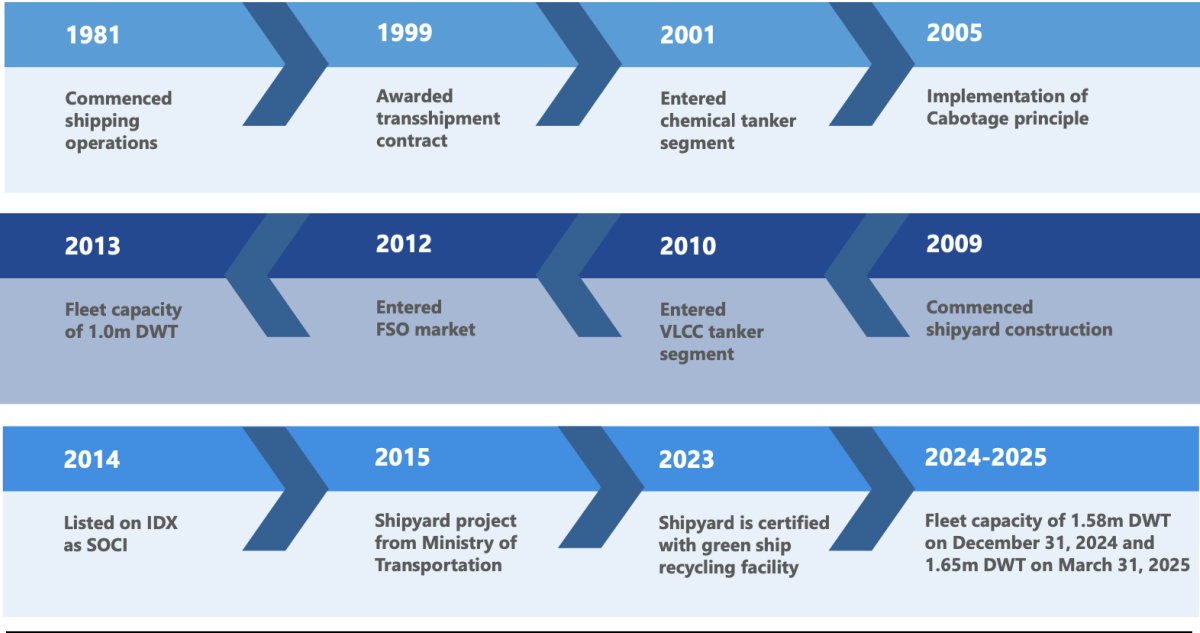 1981
Commenced
shipping
operations
1999
Awarded
transshipment
contract
2001
Entered
chemical tanker
segment
2005
Implementation of
Cabotage principle
2009
Commenced
shipyard construction
2010
Entered
VLCC tanker
segment
2012
Entered
FSO market
2013
Fleet capacity
of 1.0m DWT
2014
Listed on IDX
as SOCI
2015
Shipyard project
from Ministry of
Transportation
2023
Shipyard is certified
with green ship
recycling facility
2024-2025
Fleet capacity of 1.58m DWT
on December 31, 2024 and
1.65m DWT on March 31, 2025